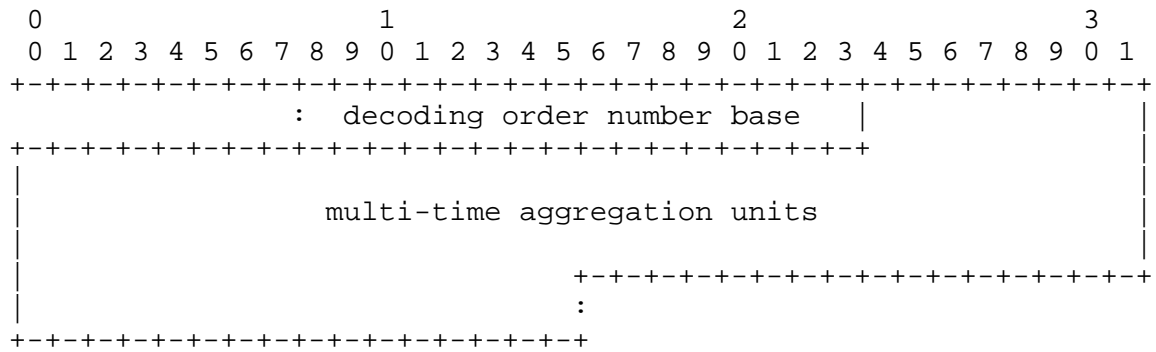 0                   1                   2                   3
 0 1 2 3 4 5 6 7 8 9 0 1 2 3 4 5 6 7 8 9 0 1 2 3 4 5 6 7 8 9 0 1
+-+-+-+-+-+-+-+-+-+-+-+-+-+-+-+-+-+-+-+-+-+-+-+-+-+-+-+-+-+-+-+-+
                :  decoding order number base   |               |
+-+-+-+-+-+-+-+-+-+-+-+-+-+-+-+-+-+-+-+-+-+-+-+-+               |
|                                                               |
|                 multi-time aggregation units                  |
|                                                               |
|                               +-+-+-+-+-+-+-+-+-+-+-+-+-+-+-+-+
|                               :
+-+-+-+-+-+-+-+-+-+-+-+-+-+-+-+-+